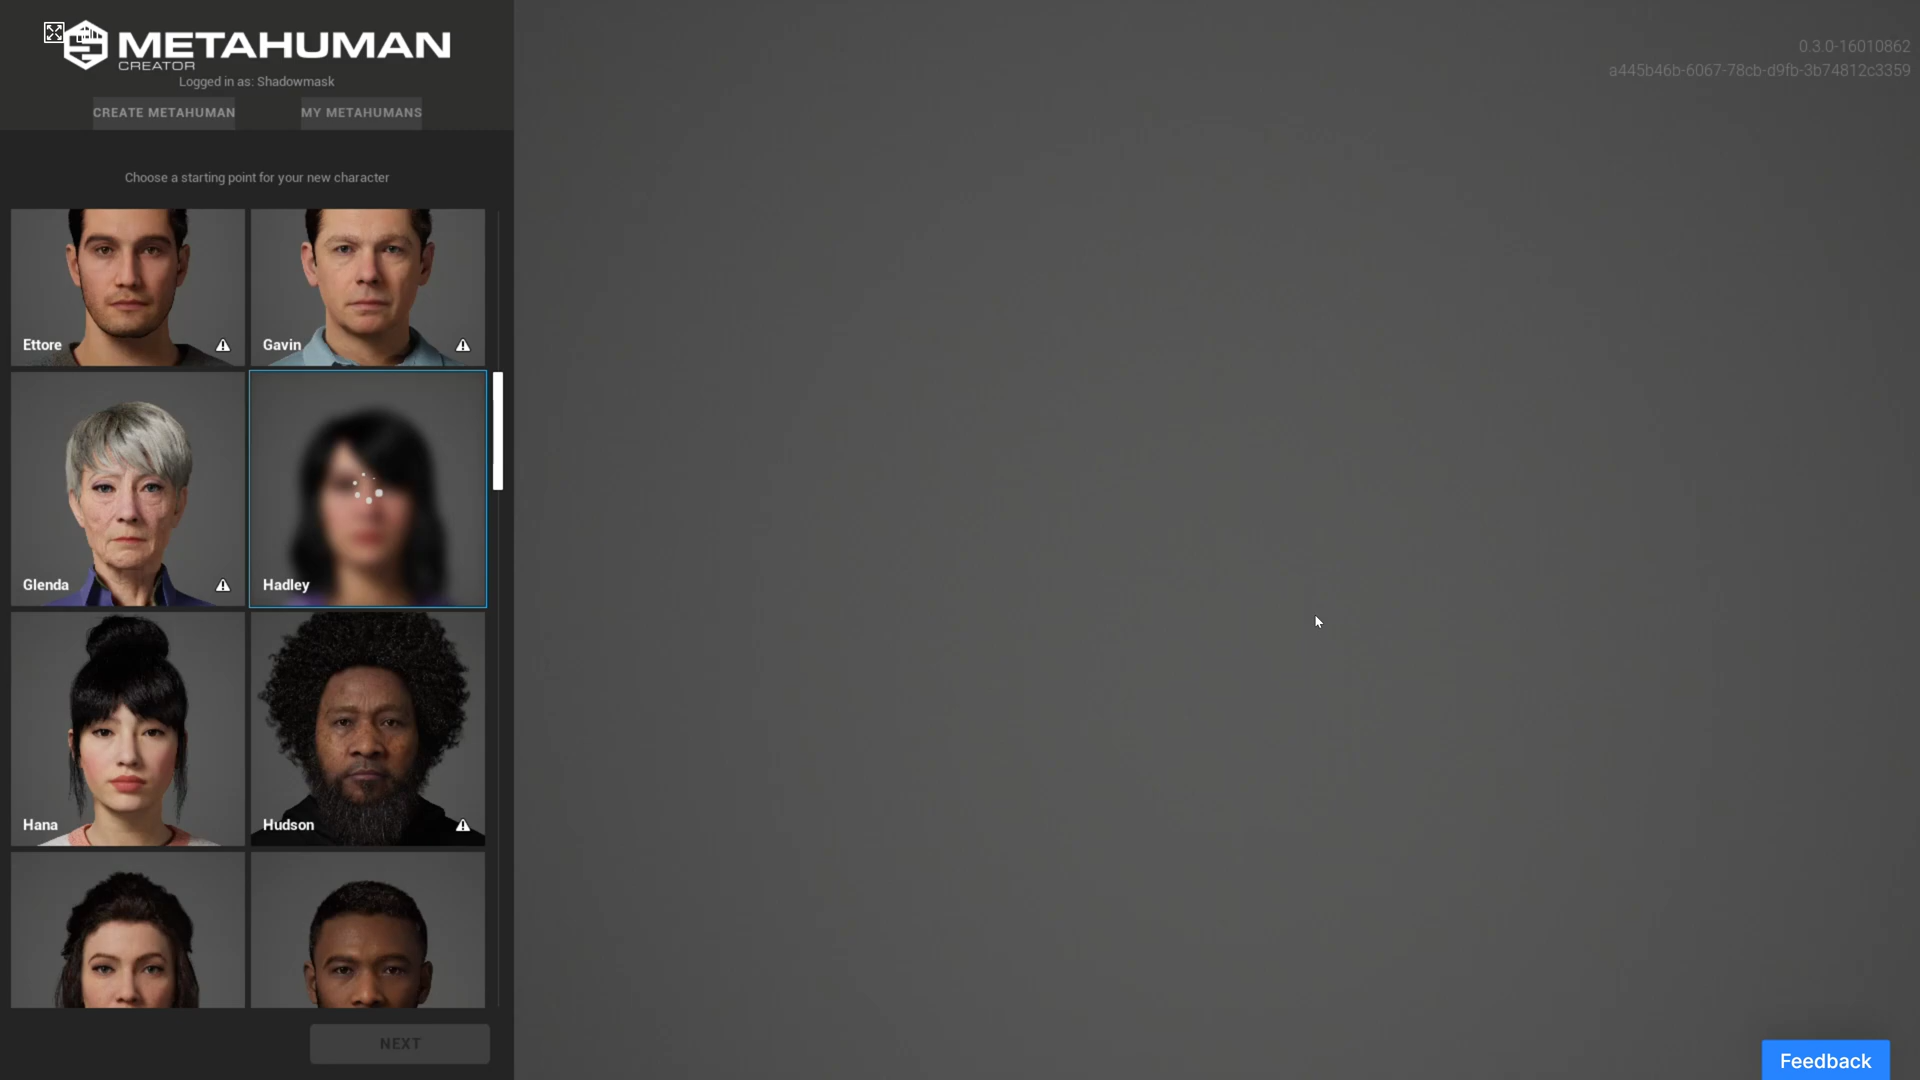 METAHUMAN
CREATOR
Logged in as: Shadowmask
CREATE METAHUMAN
MY METAHUMANS
0.3.0-16010862
a445b46b-6067-78cb-d9fb-3b74812c3359
Choose a starting point for your new character
Ettore
Gavin
Glenda
Hadley
Hana
Hudson
NEXT
Feedback